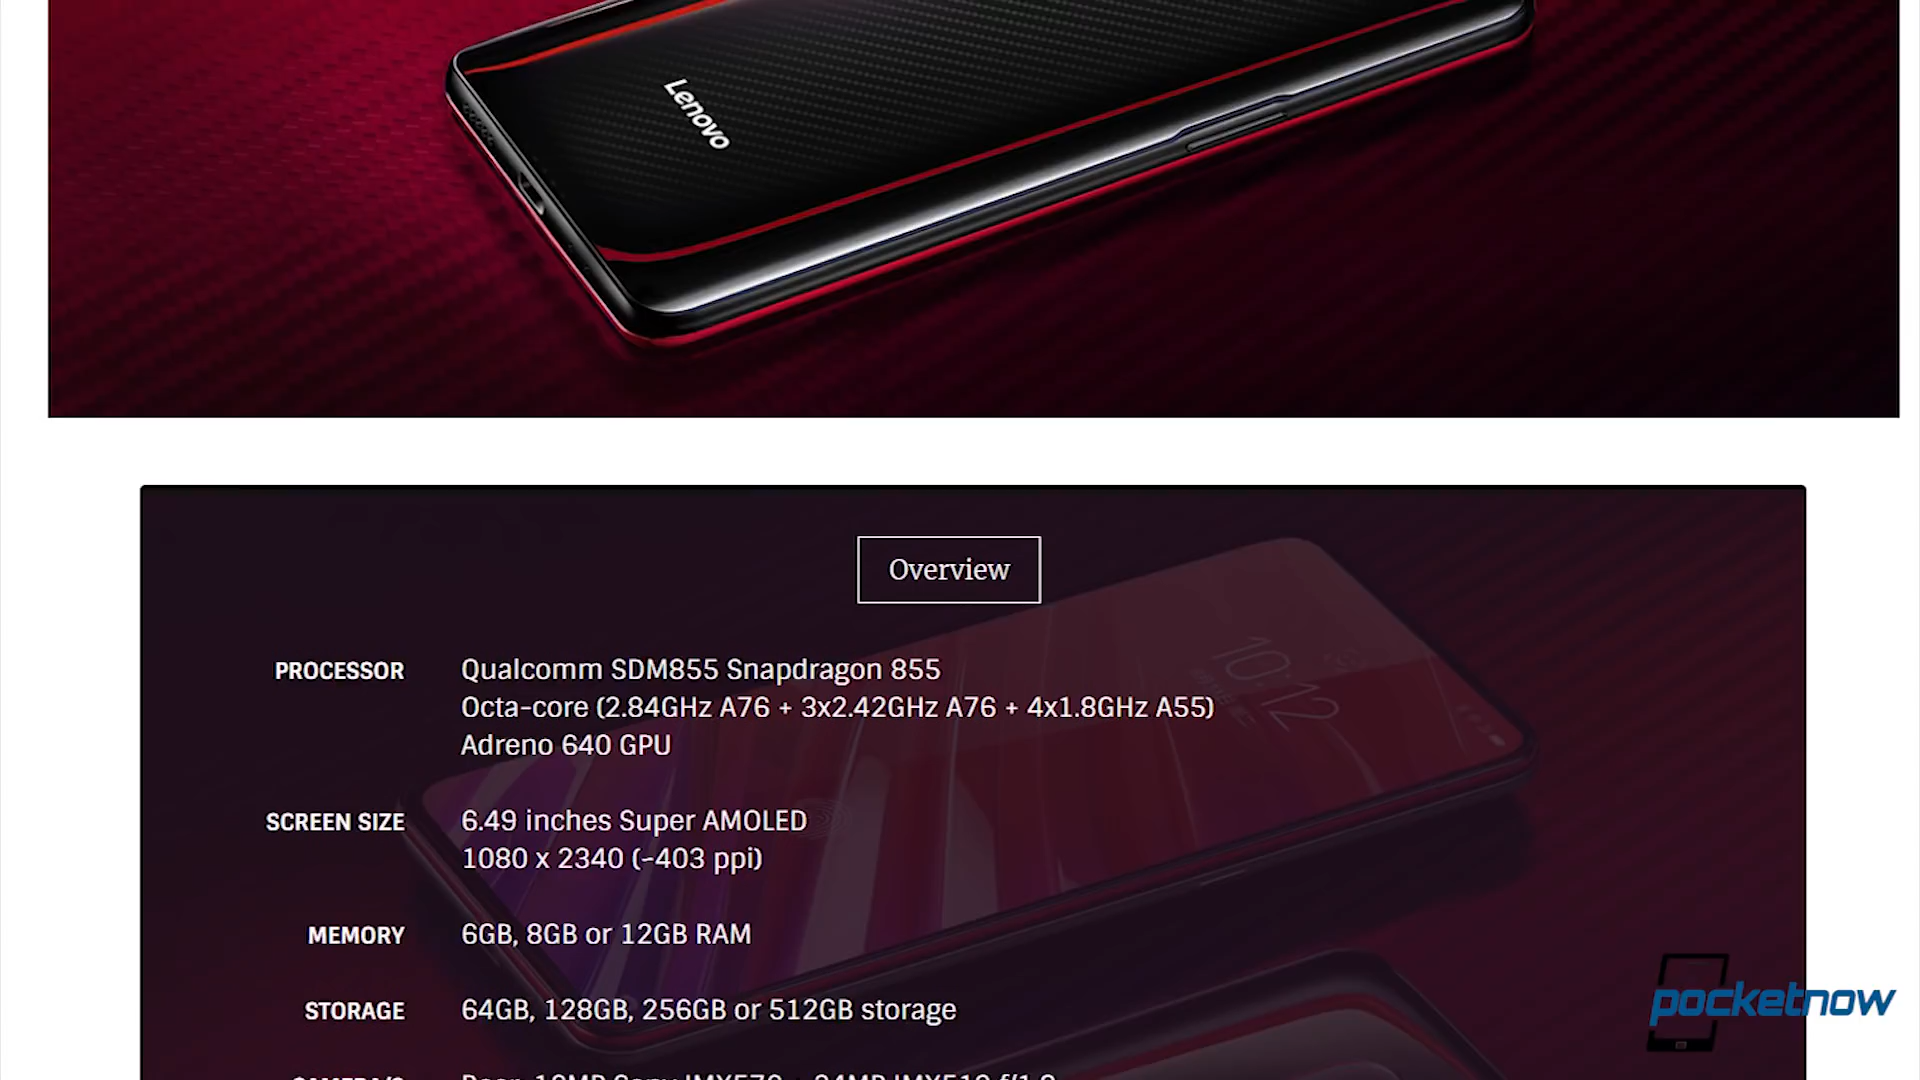 Lenovo
Overview
PROCESSOR
Qualcomm SDM855 Snapdragon 855
Octa-core (2.84GHz A76 + 3x2.42GHz A76 + 4x1.8GHz A55)
Adreno 640 GPU
10:12
SCREEN SIZE
6.49 inches Super AMOLED
1080 x 2340 (~403 ppi)
MEMORY
6GB, 8GB or 12GB RAM
STORAGE
64GB, 128GB, 256GB or 512GB storage
pocketnow